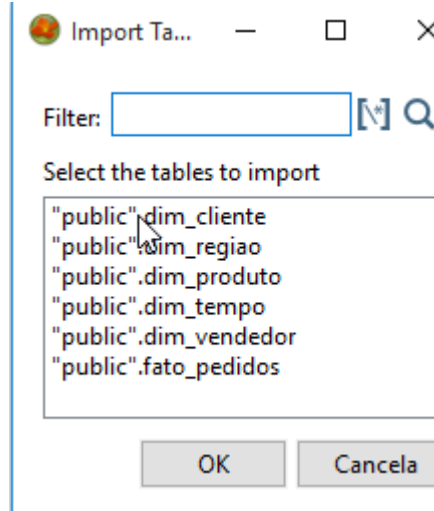 Import Ta...
Filter:
[\*]
Select the tables to import
"public".dim_cliente
"public".dim_regiao
"public".dim_produto
"public".dim_tempo
"public".dim_vendedor
"public".fato_pedidos
OK
Cancela